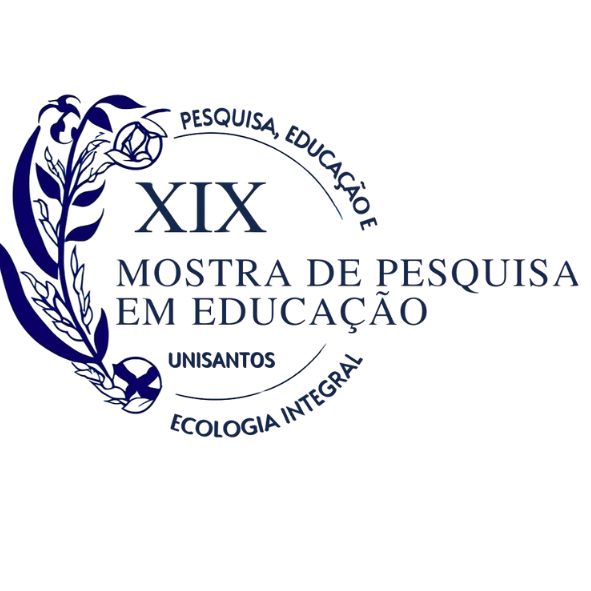 PESQUISA, EDUCAÇÃO E
XIX
MOSTRA DE PESQUISA
EM EDUCAÇÃO
UNISANTOS
ECOLOGIA INTEGRAL